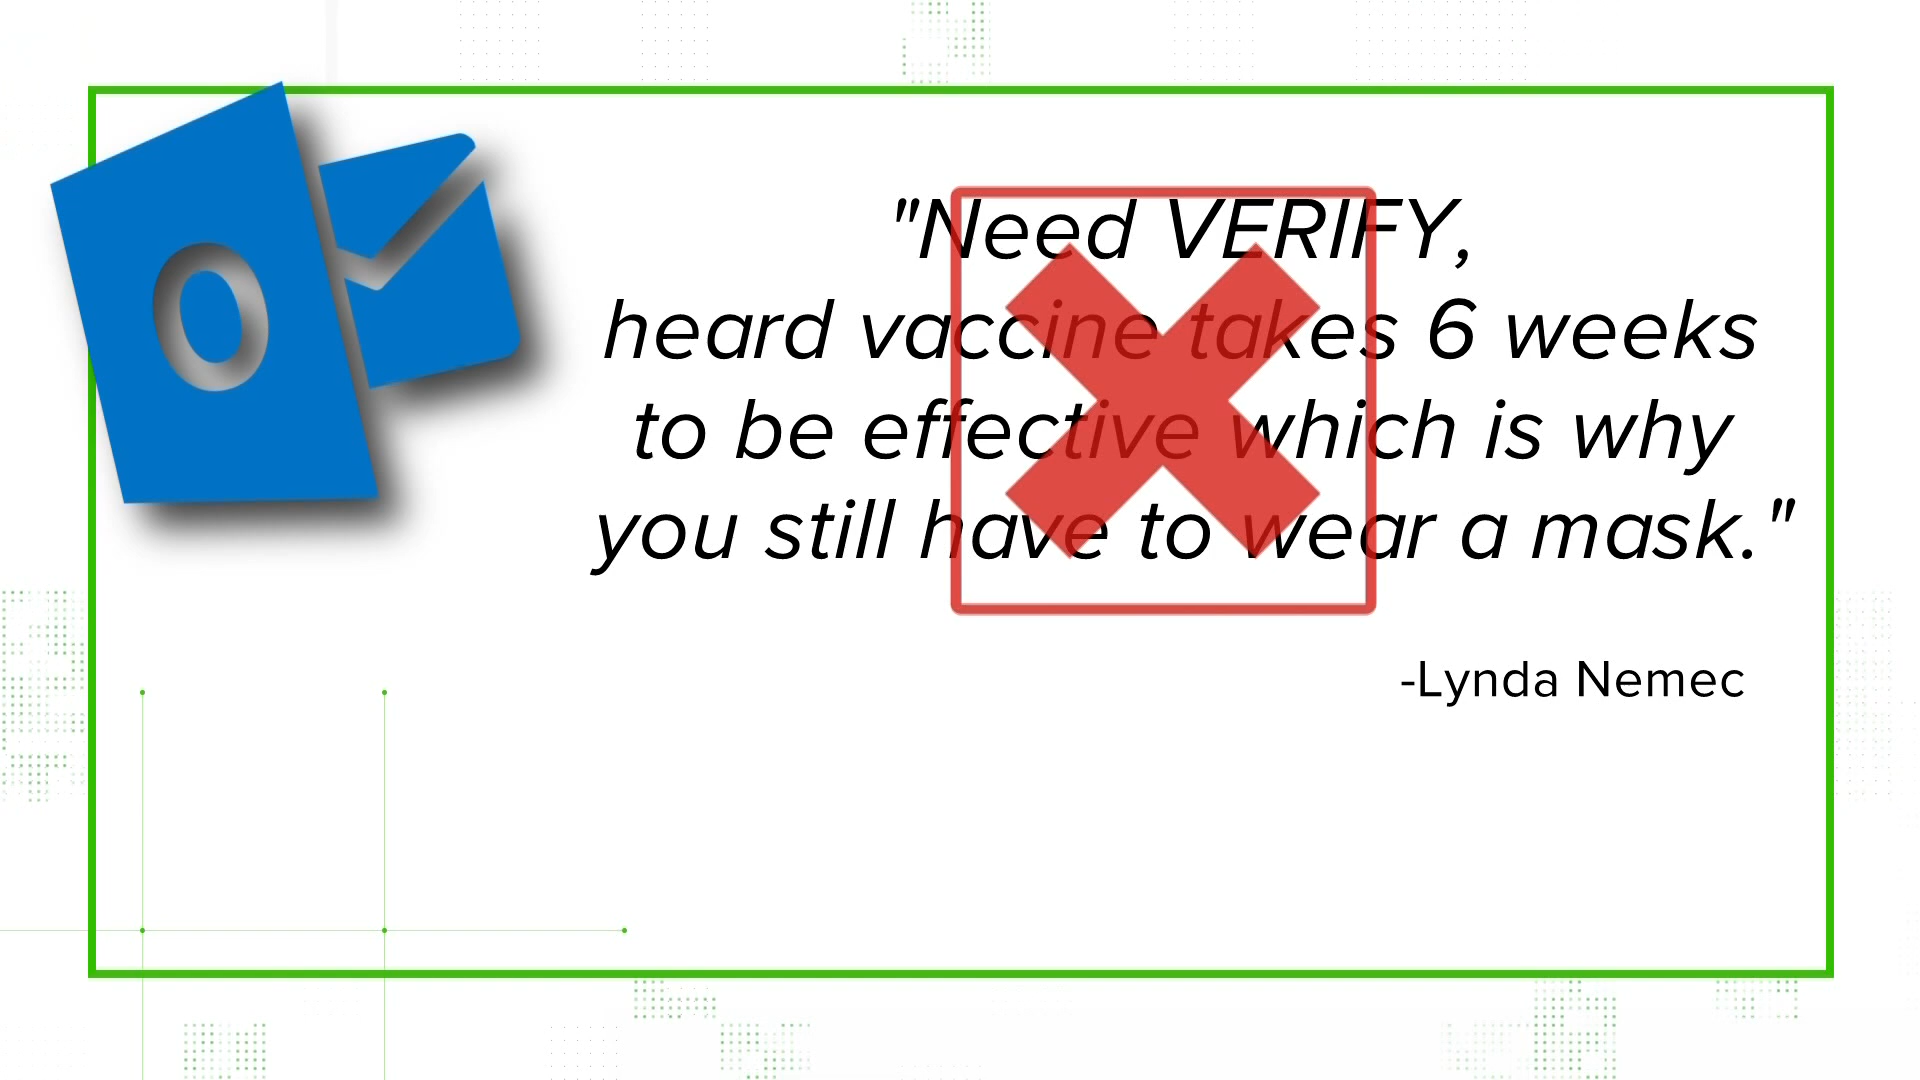 O
"Need VERIFY,
heard vaccine takes 6 weeks
to be effective which is why
you still have to wear a mask."
-Lynda Nemec